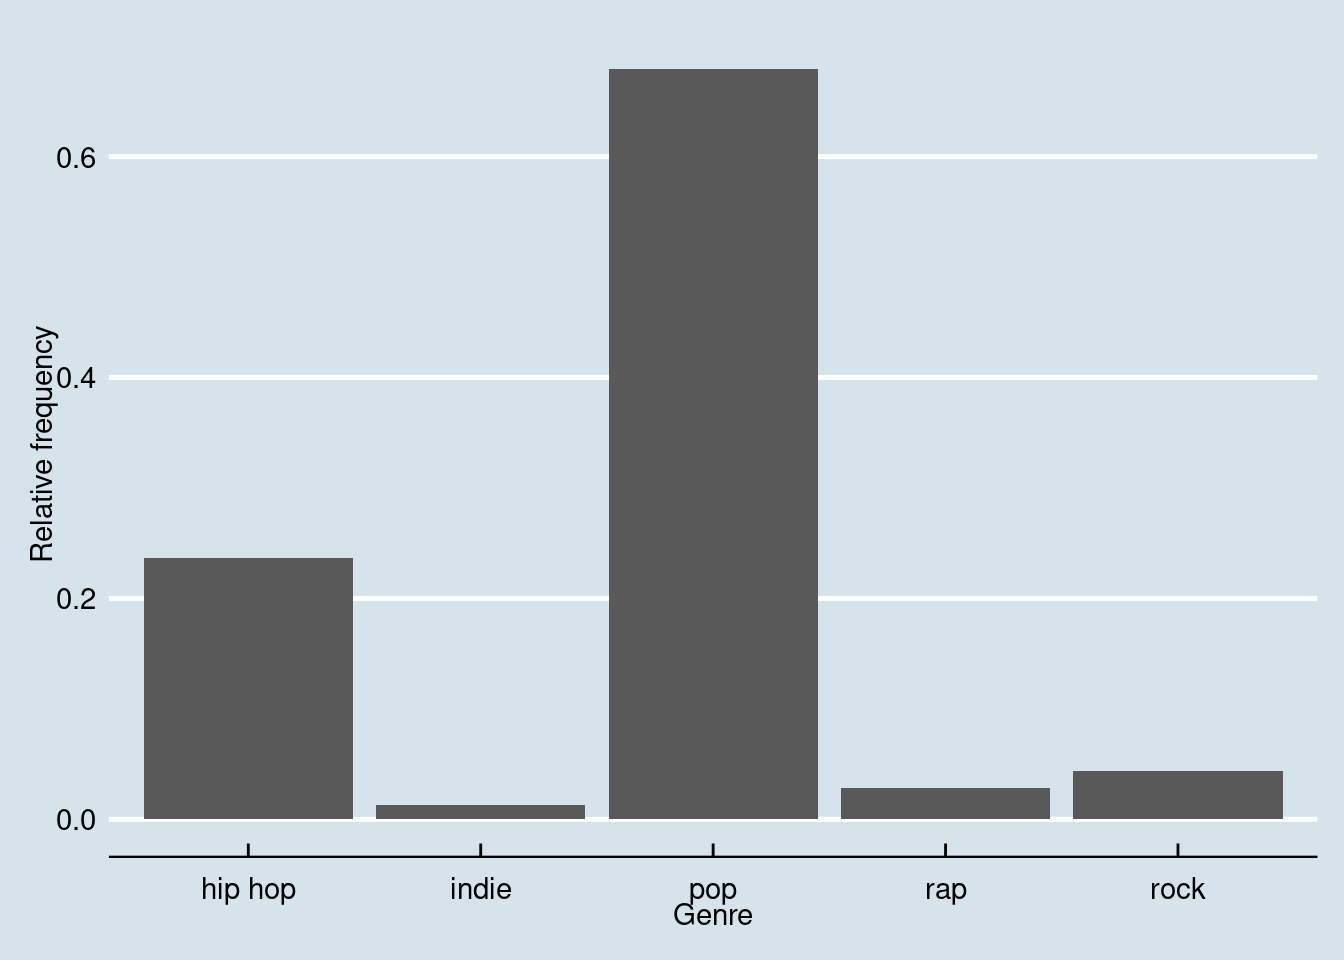 Relative frequency
0.6
0.4
0.2
0.0
hip hop
indie
pop
rap
rock
Genre